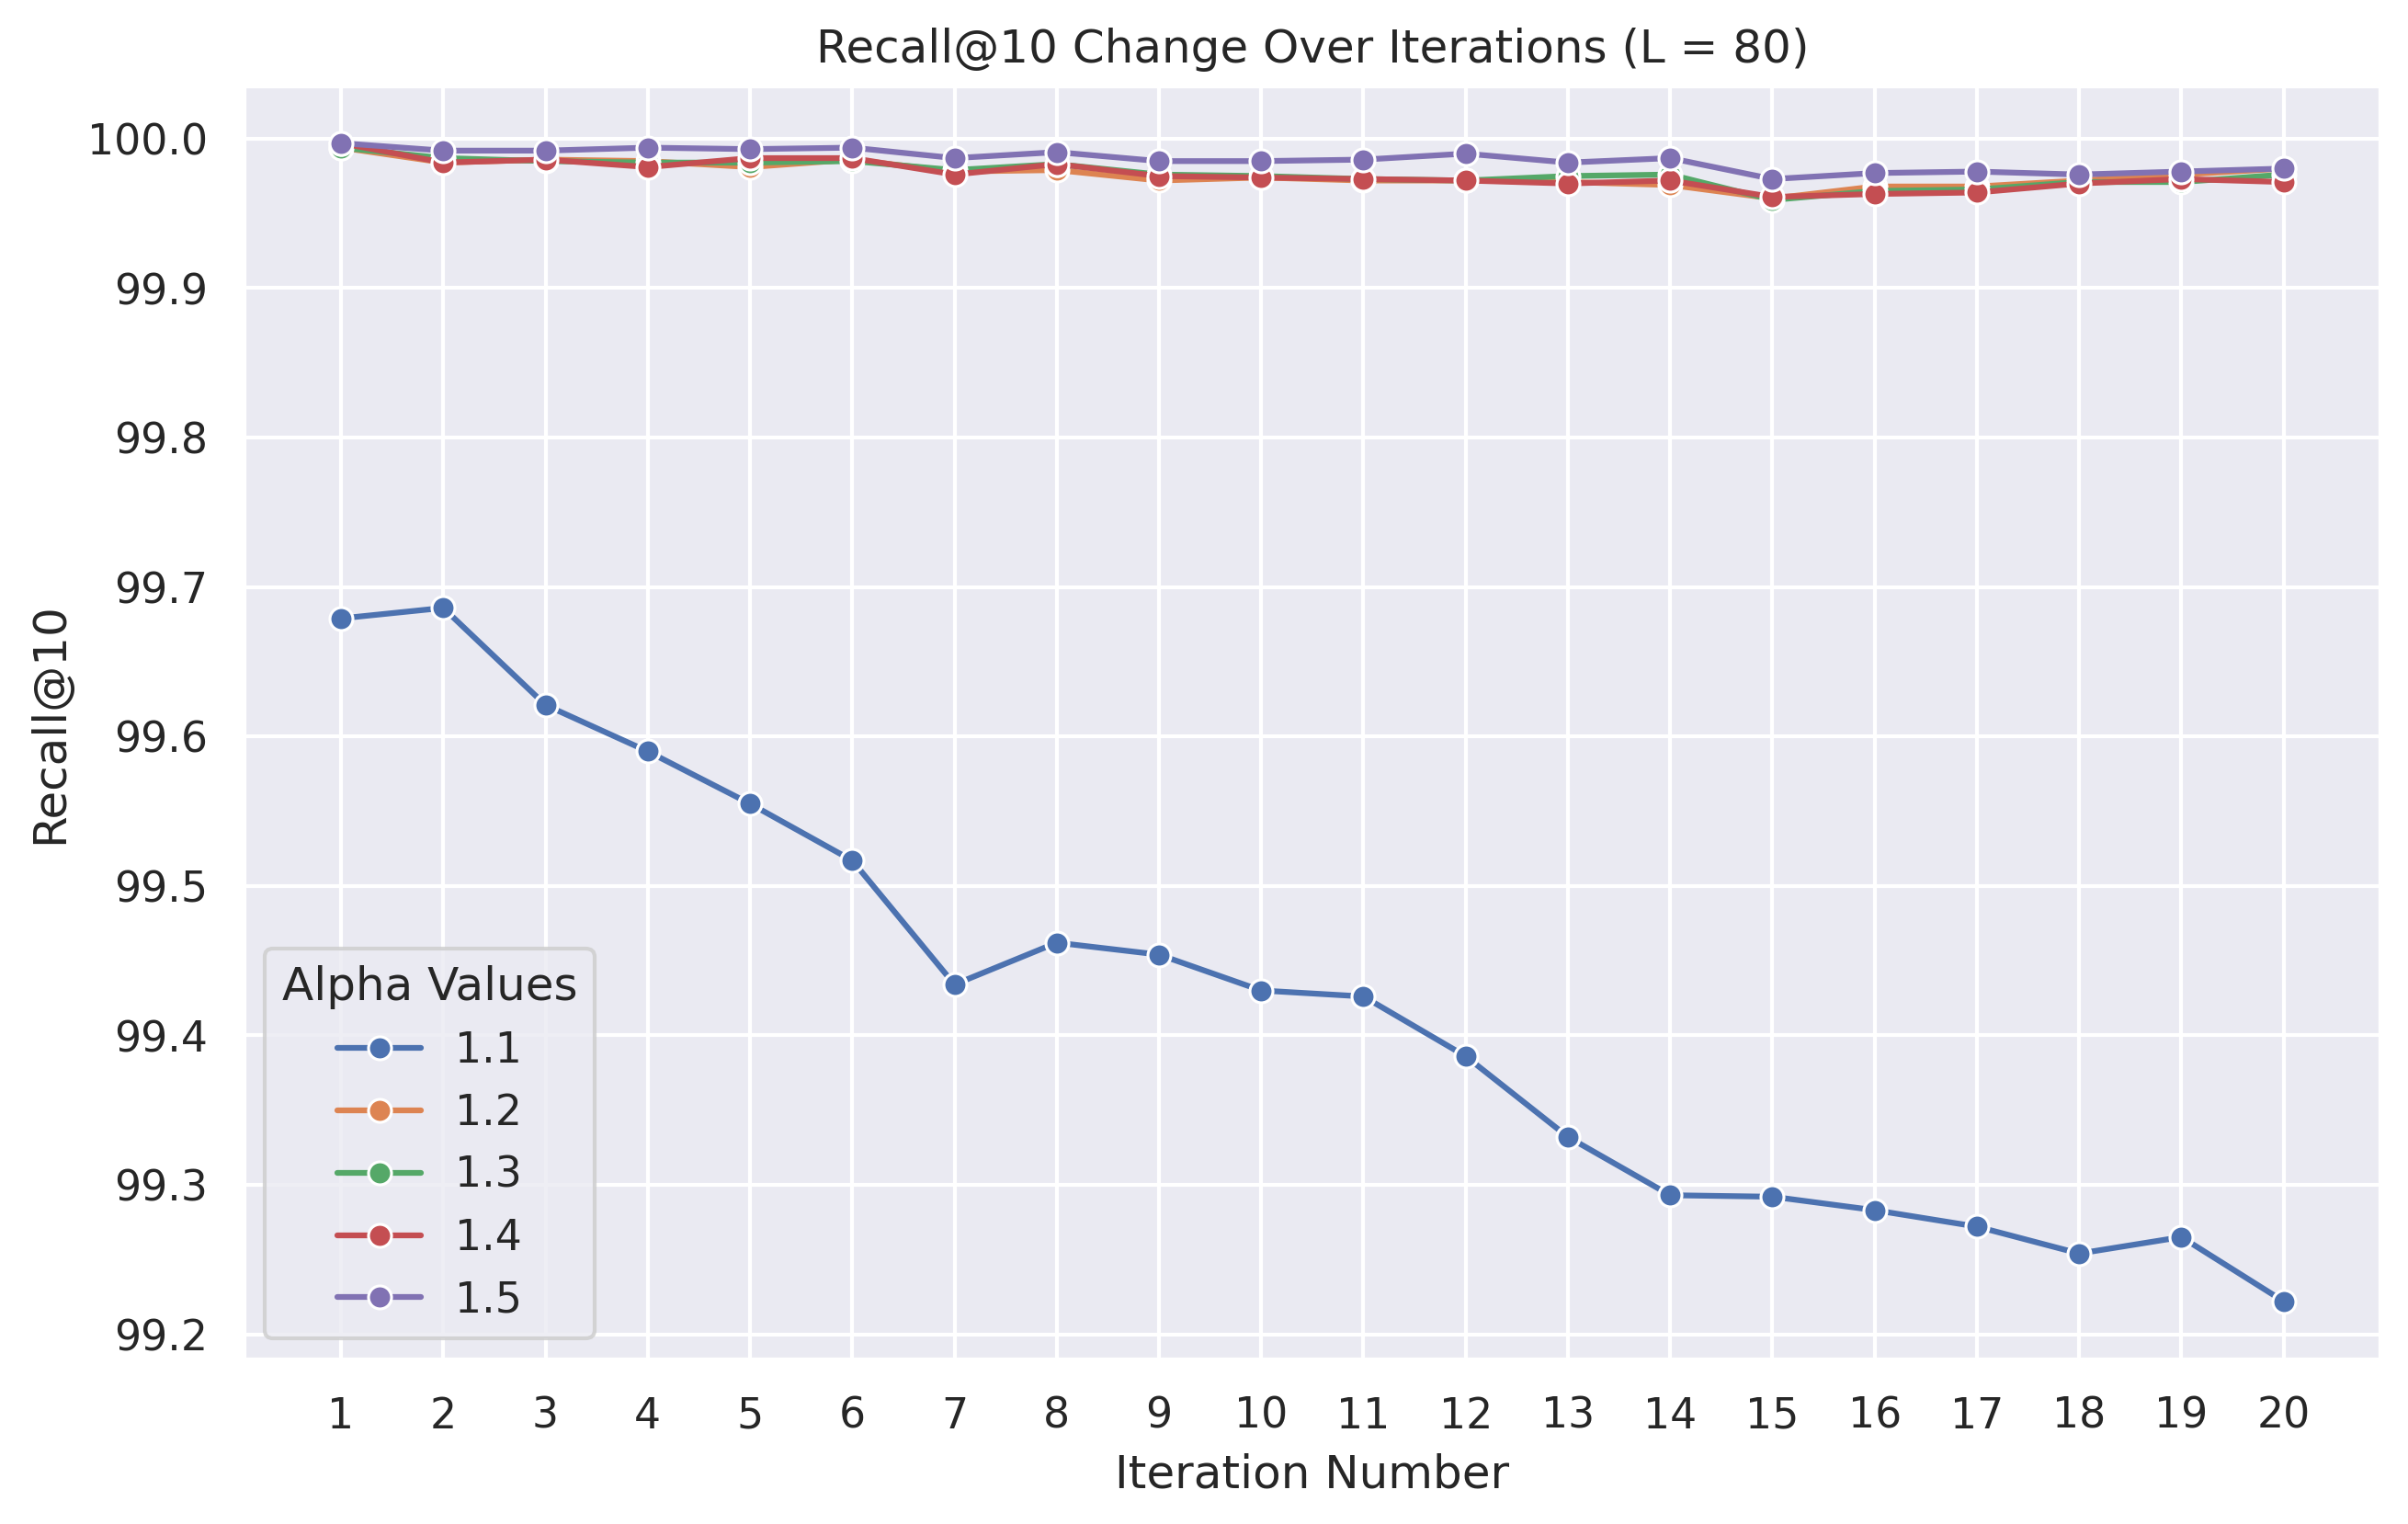 Recall@10 Change Over Iterations (L = 80)
Recall@10
100.0
99.9
99.8
99.7
99.6
99.5
99.4
99.3
99.2
Alpha Values
1.1
1.2
1.3
1.4
1.5
1 2 3 4 5 6 7 8 9 10 11 12 13 14 15 16 17 18 19 20
Iteration Number